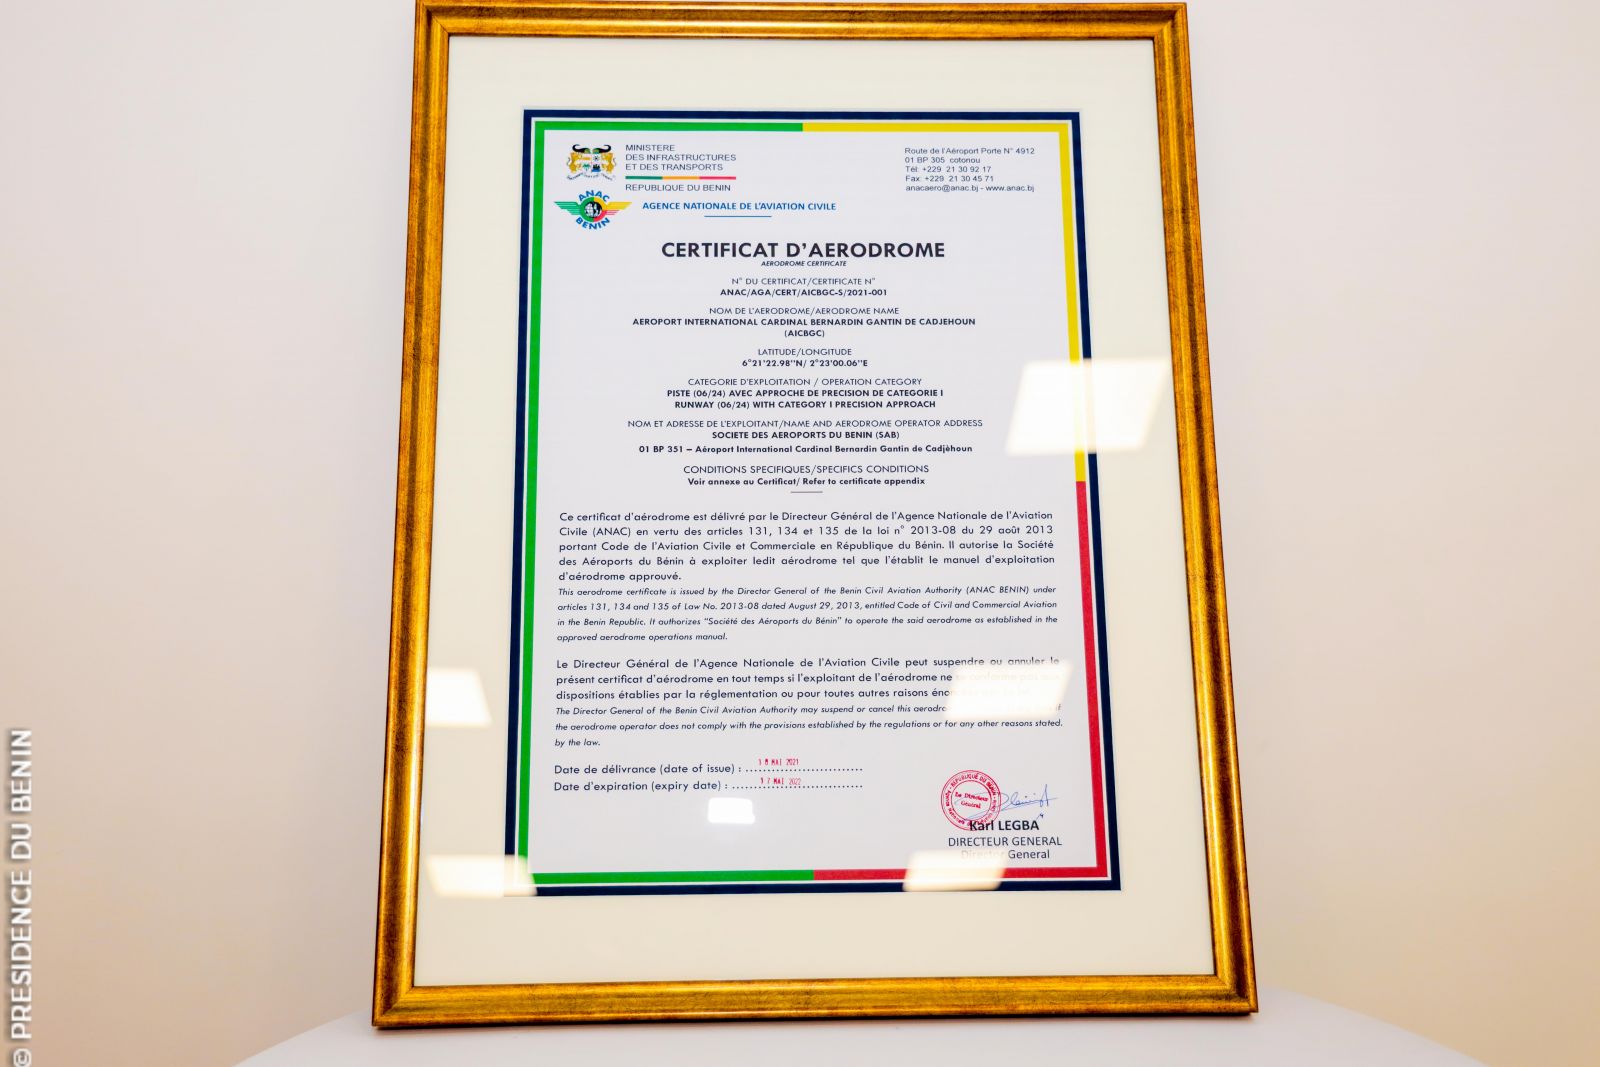 MINISTERE
DES INFRASTRUCTURES
ET DES TRANSPORTS
REPUBLIQUE DU BENIN
ANAC
BENIN
AGENCE NATIONALE DE L'AVIATION CIVILE
Route de l'Aéroport Porte N° 4912
01 BP 305 cotonou
Tél: +229 21 30 92 17
Fax: +229 21 30 45 71
anacaero@anac.bj - www.anac.bj
CERTIFICAT D'AERODROME
AERODROME CERTIFICATE
N° DU CERTIFICAT/CERTIFICATE N°
ANAC/AGA/CERT/AICBGC-S/2021-001
NOM DE L'AERODROME/AERODROME NAME
AEROPORT INTERNATIONAL CARDINAL BERNARDIN GANTIN DE CADJEHOUN
(AICBGC)
LATITUDE/LONGITUDE
6°21'22.98''N/ 2°23'00.06''E
CATEGORIE D'EXPLOITATION / OPERATION CATEGORY
PISTE (06/24) AVEC APPROCHE DE PRECISION DE CATEGORIE I
RUNWAY (06/24) WITH CATEGORY I PRECISION APPROACH
NOM ET ADRESSE DE L'EXPLOITANT/NAME AND AERODROME OPERATOR ADDRESS
SOCIETE DES AEROPORTS DU BENIN (SAB)
01 BP 351 – Aéroport International Cardinal Bernardin Gantin de Cadjèhoun
CONDITIONS SPECIFIQUES/SPECIFICS CONDITIONS
Voir annexe au Certificat/ Refer to certificate appendix
Ce certificat d'aérodrome est délivré par le Directeur Général de l'Agence Nationale de l'Aviation
Civile (ANAC) en vertu des articles 131, 134 et 135 de la loi n° 2013-08 du 29 août 2013
portant Code de l'Aviation Civile et Commerciale en République du Bénin. Il autorise la Société
des Aéroports du Bénin à exploiter ledit aérodrome tel que l'établit le manuel d'exploitation
d'aérodrome approuvé.
This aerodrome certificate is issued by the Director General of the Benin Civil Aviation Authority (ANAC BENIN) under
articles 131, 134 and 135 of Law No. 2013-08 dated August 29, 2013, entitled Code of Civil and Commercial Aviation
in the Benin Republic. It authorizes "Société des Aéroports du Bénin" to operate the said aerodrome as established in the
approved aerodrome operations manual.
Le Directeur Général de l'Agence Nationale de l'Aviation Civile peut suspendre ou annuler le
présent certificat d'aérodrome en tout temps si l'exploitant de l'aérodrome ne se conforme pas aux
dispositions établies par la réglementation ou pour toutes autres raisons
The Director General of the Benin Civil Aviation Authority may suspend or cancel this
the aerodrome operator does not comply with the provisions established by the regulations or for any other reasons stated
by the law.
Date de délivrance (date of issue) : 18 MAI 2021
Date d'expiration (expiry date) : 17 MAI 2022
REPUBLIQUE DU BENIN
Le Directeur
Général
Karl LEGBA
DIRECTEUR GENERAL
Director General
© PRESIDENCE DU BENIN